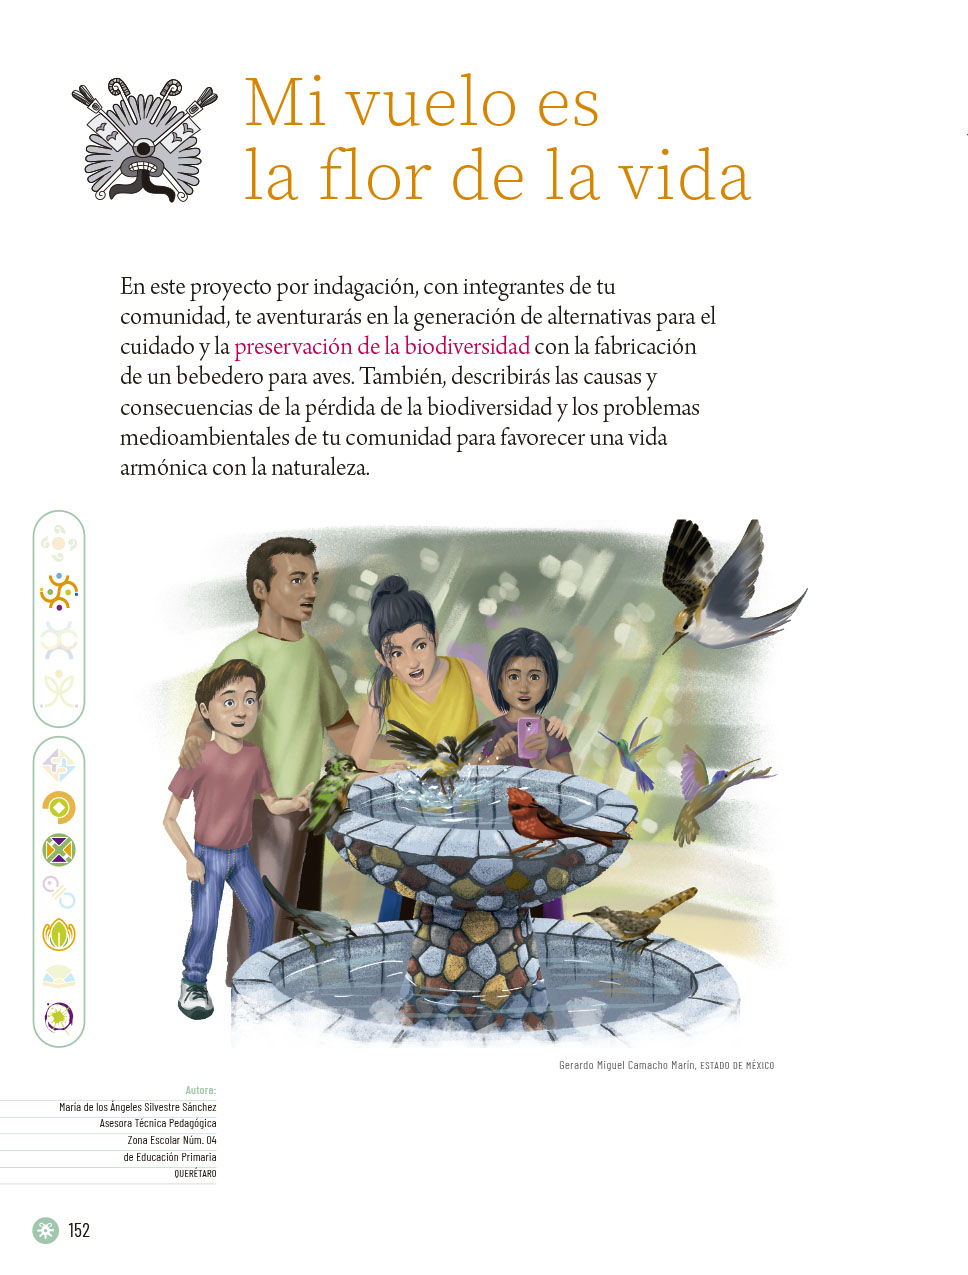 Mi vuelo es
la flor de la vida
En este proyecto por indagación, con integrantes de tu
comunidad, te aventurarás en la generación de alternativas para el
cuidado y la preservación de la biodiversidad con la fabricación
de un bebedero para aves. También, describirás las causas y
consecuencias de la pérdida de la biodiversidad y los problemas
medioambientales de tu comunidad para favorecer una vida
armónica con la naturaleza.
Gerardo Miguel Camacho Marín, ESTADO DE MÉXICO
Autora:
María de los Ángeles Silvestre Sánchez
Asesora Técnica Pedagógica
Zona Escolar Núm. 04
de Educación Primaria
QUERÉTARO
152